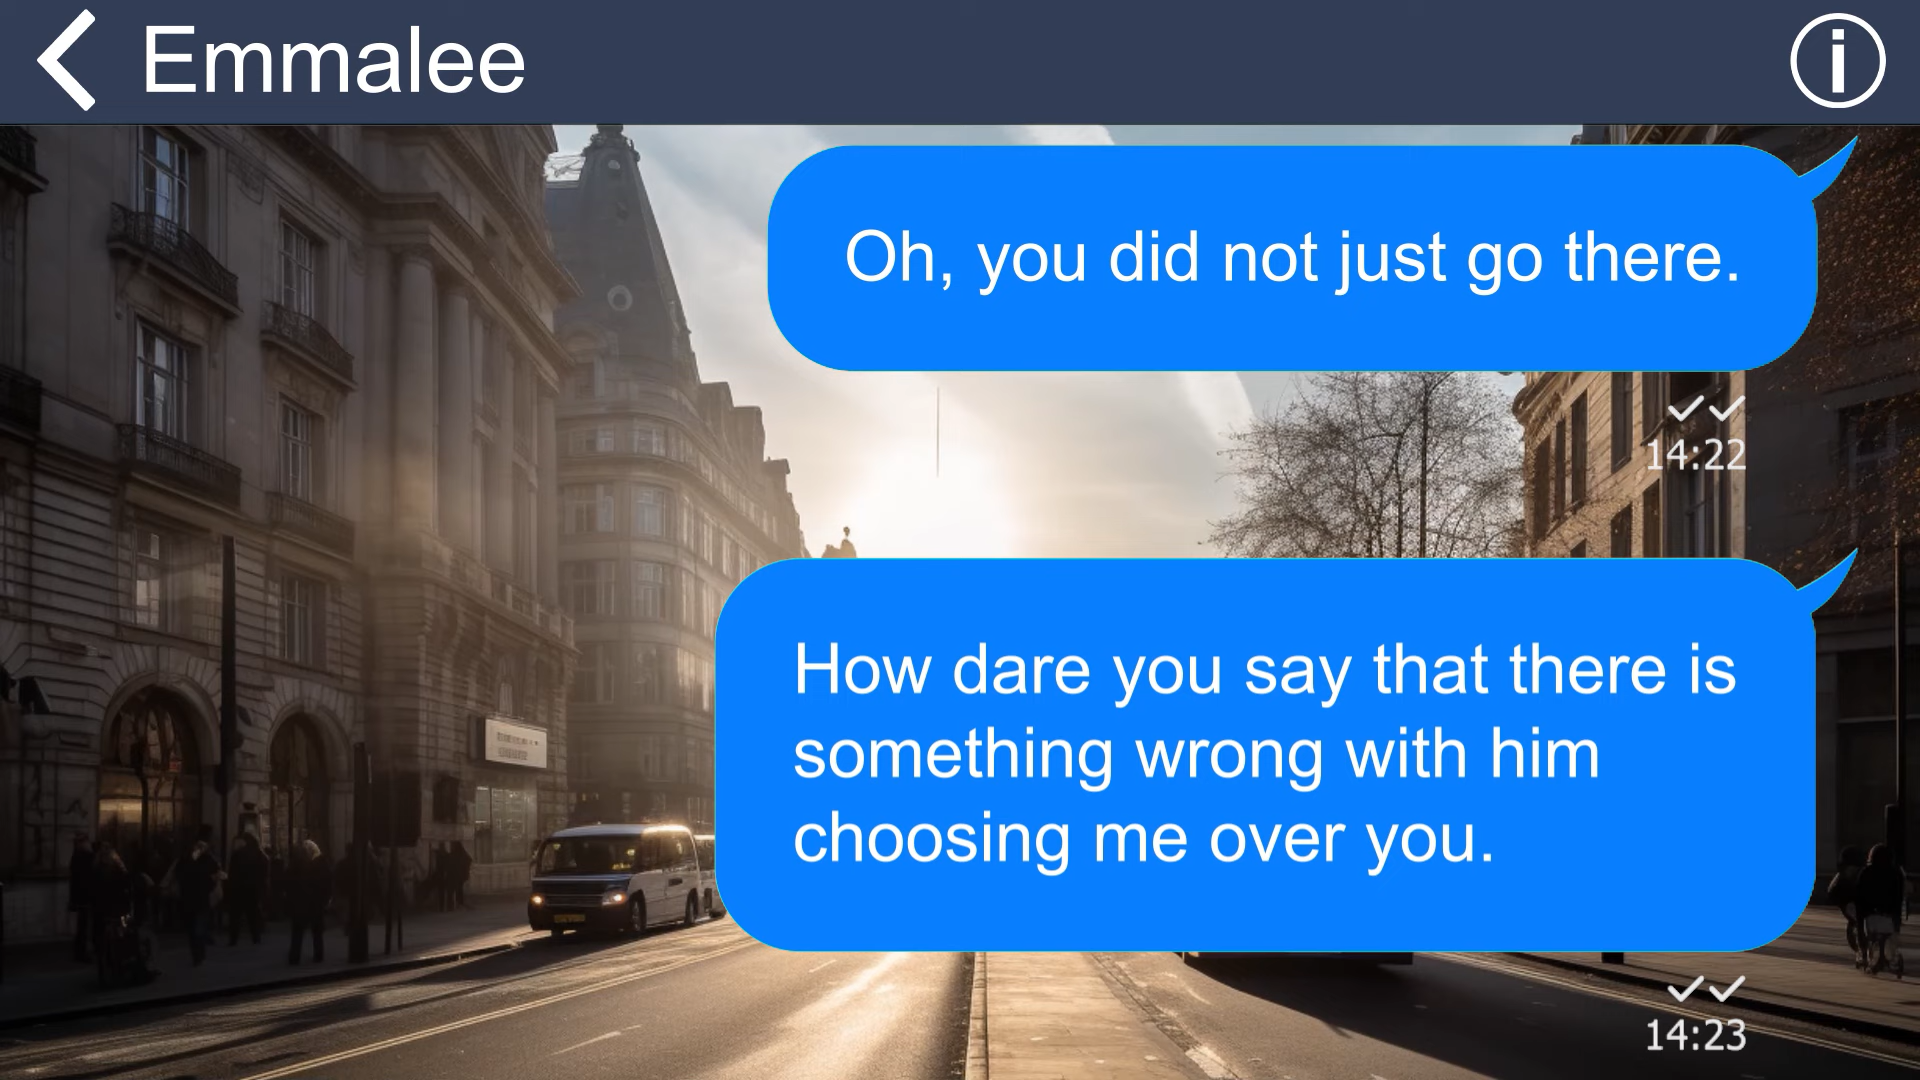 Emmalee
Oh, you did not just go there.
14:22
How dare you say that there is
something wrong with him
choosing me over you.
14:23